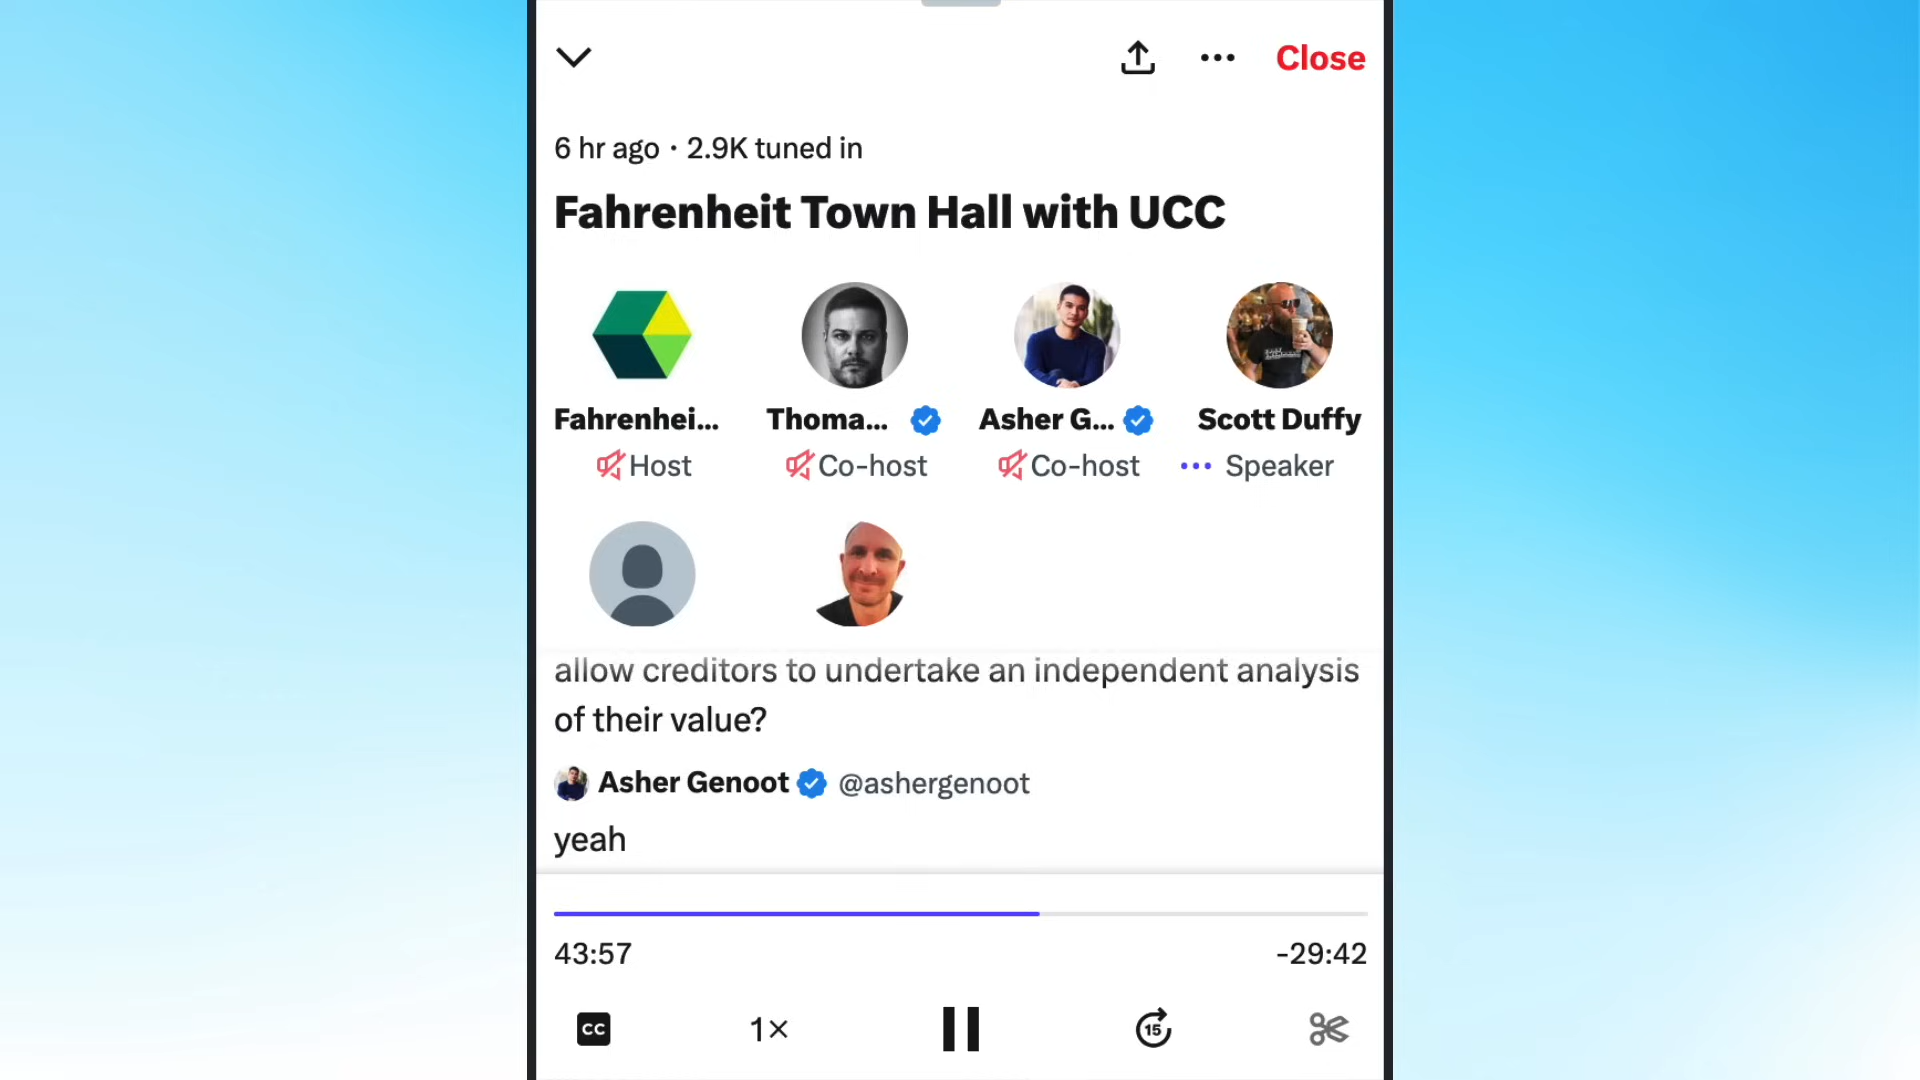 Close
6 hr ago · 2.9K tuned in
Fahrenheit Town Hall with UCC
Fahrenhei... Thoma... Asher G... Scott Duffy
Host Co-host Co-host Speaker
allow creditors to undertake an independent analysis
of their value?
Asher Genoot @ashergenoot
yeah
43:57 -29:42
CC 1× 15